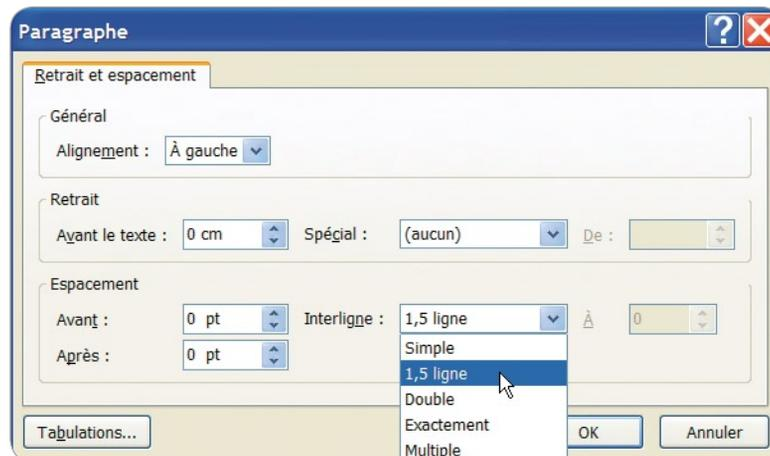 Paragraphe
Retrait et espacement
Général
Alignement : À gauche
Retrait
Avant le texte : 0 cm Spécial : (aucun) De :
Espacement
Avant : 0 pt Interligne : 1,5 ligne À 0
Après : 0 pt
Simple
1,5 ligne
Double
Exactement
Multiple
Tabulations... OK Annuler